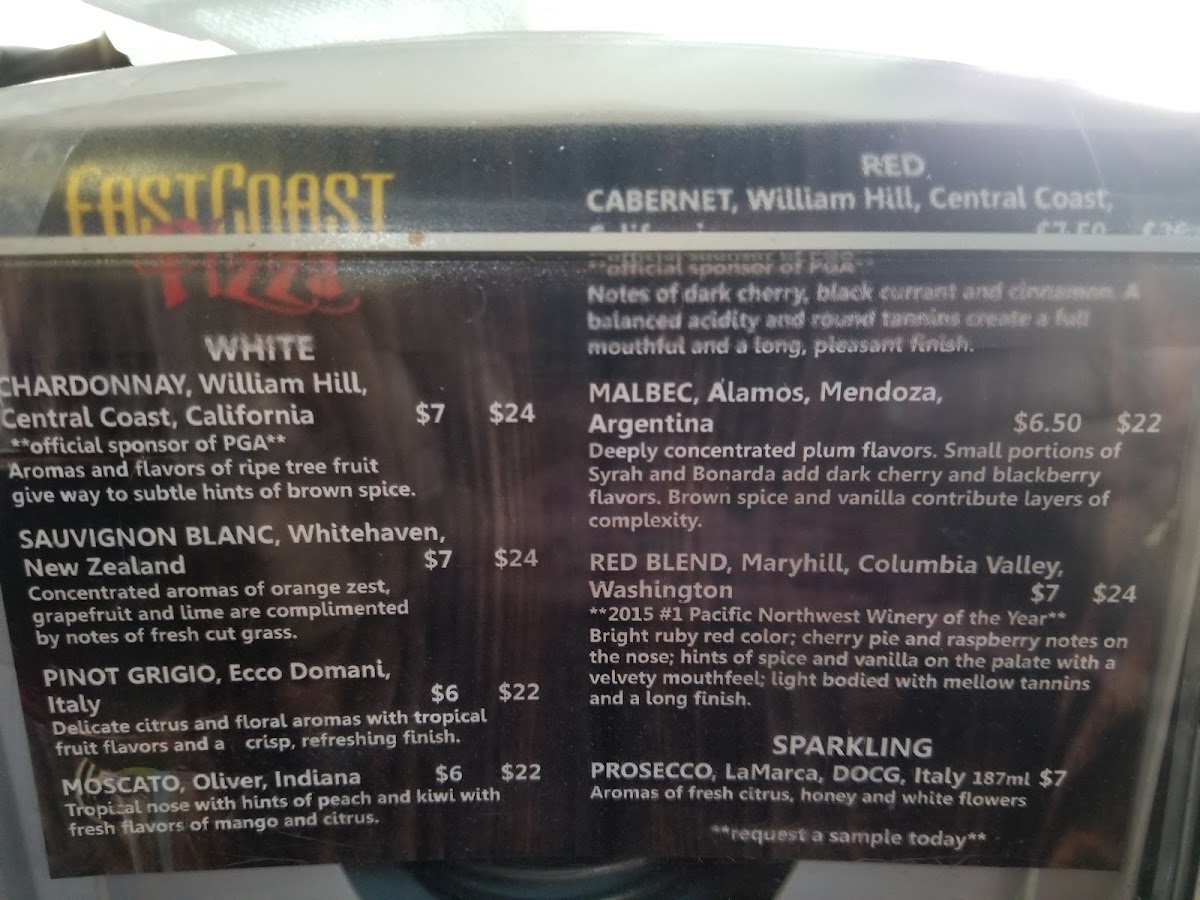 EASTCOAST
Pizza
WHITE
CHARDONNAY, William Hill,
Central Coast, California $7 $24
**official sponsor of PGA**
Aromas and flavors of ripe tree fruit
give way to subtle hints of brown spice.
SAUVIGNON BLANC, Whitehaven,
New Zealand $7 $24
Concentrated aromas of orange zest,
grapefruit and lime are complimented
by notes of fresh cut grass.
PINOT GRIGIO, Ecco Domani,
Italy $6 $22
Delicate citrus and floral aromas with tropical
fruit flavors and a crisp, refreshing finish.
MOSCATO, Oliver, Indiana $6 $22
Tropical nose with hints of peach and kiwi with
fresh flavors of mango and citrus.
RED
CABERNET, William Hill, Central Coast,
$7.50
**official sponsor of PGA**
Notes of dark cherry, black currant and cinnamon. A
balanced acidity and round tannins create a full
mouthful and a long, pleasant finish.
MALBEC, Alamos, Mendoza,
Argentina $6.50 $22
Deeply concentrated plum flavors. Small portions of
Syrah and Bonarda add dark cherry and blackberry
flavors. Brown spice and vanilla contribute layers of
complexity.
RED BLEND, Maryhill, Columbia Valley,
Washington $7 $24
**2015 #1 Pacific Northwest Winery of the Year**
Bright ruby red color; cherry pie and raspberry notes on
the nose; hints of spice and vanilla on the palate with a
velvety mouthfeel; light bodied with mellow tannins
and a long finish.
SPARKLING
PROSECCO, LaMarca, DOCG, Italy 187ml $7
Aromas of fresh citrus, honey and white flowers
**request a sample today**